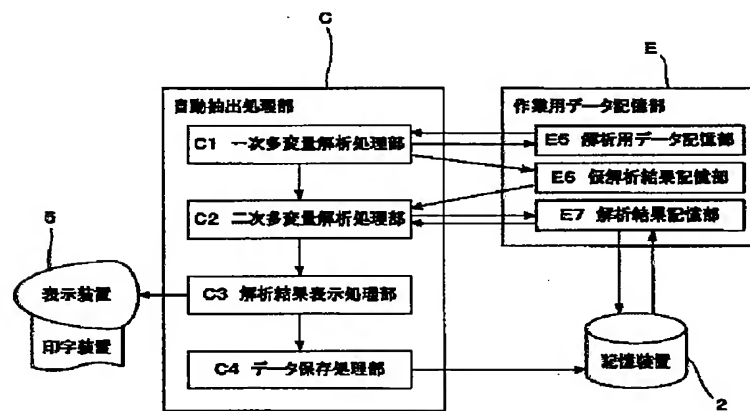 C
E
自動抽出処理部
作業用データ記憶部
C1 一次多変量解析処理部
E5 解析用データ記憶部
E6 仮解析結果記憶部
C2 二次多変量解析処理部
E7 解析結果記憶部
5
表示装置
C3 解析結果表示処理部
印字装置
C4 データ保存処理部
記憶装置
2